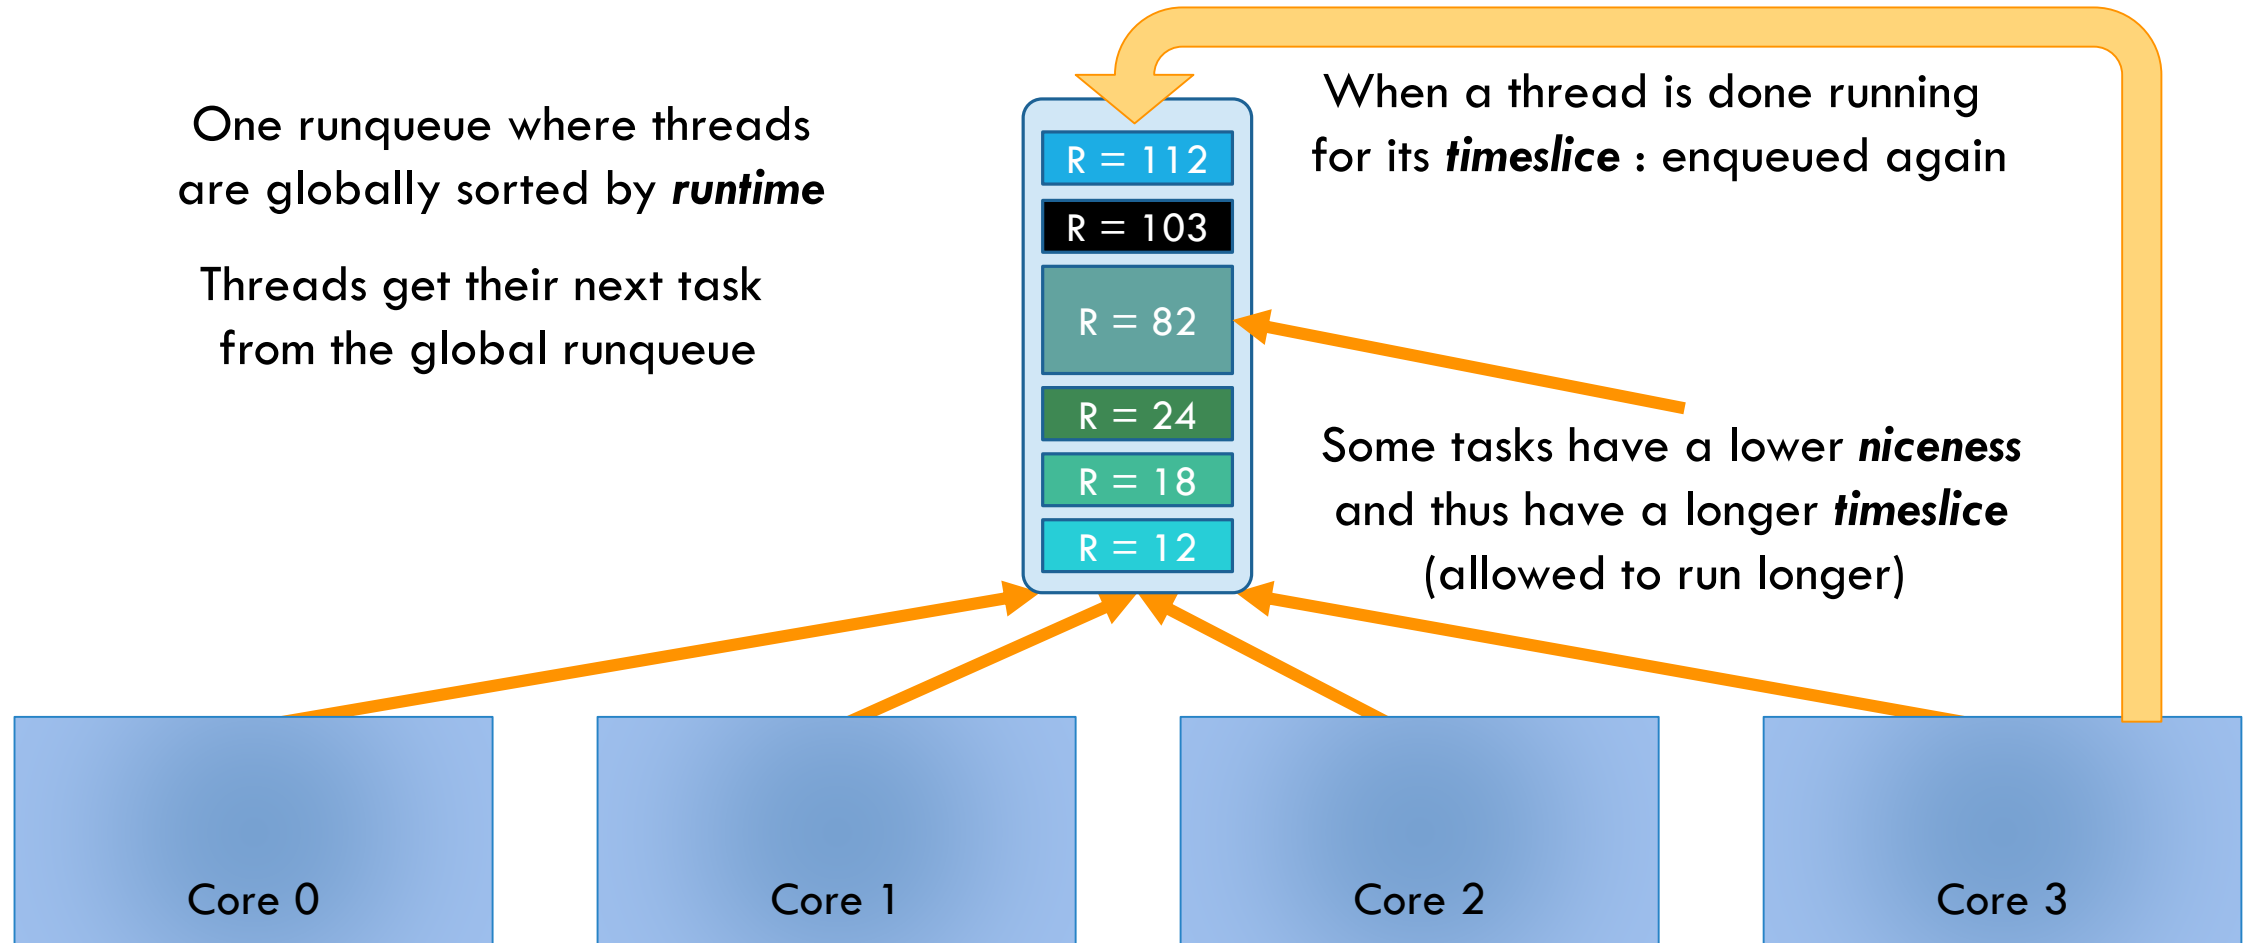 One runqueue where threads
are globally sorted by runtime
Threads get their next task
from the global runqueue
R = 112
R = 103
R = 82
R = 24
R = 18
R = 12
When a thread is done running
for its timeslice : enqueued again
Some tasks have a lower niceness
and thus have a longer timeslice
(allowed to run longer)
Core 0
Core 1
Core 2
Core 3